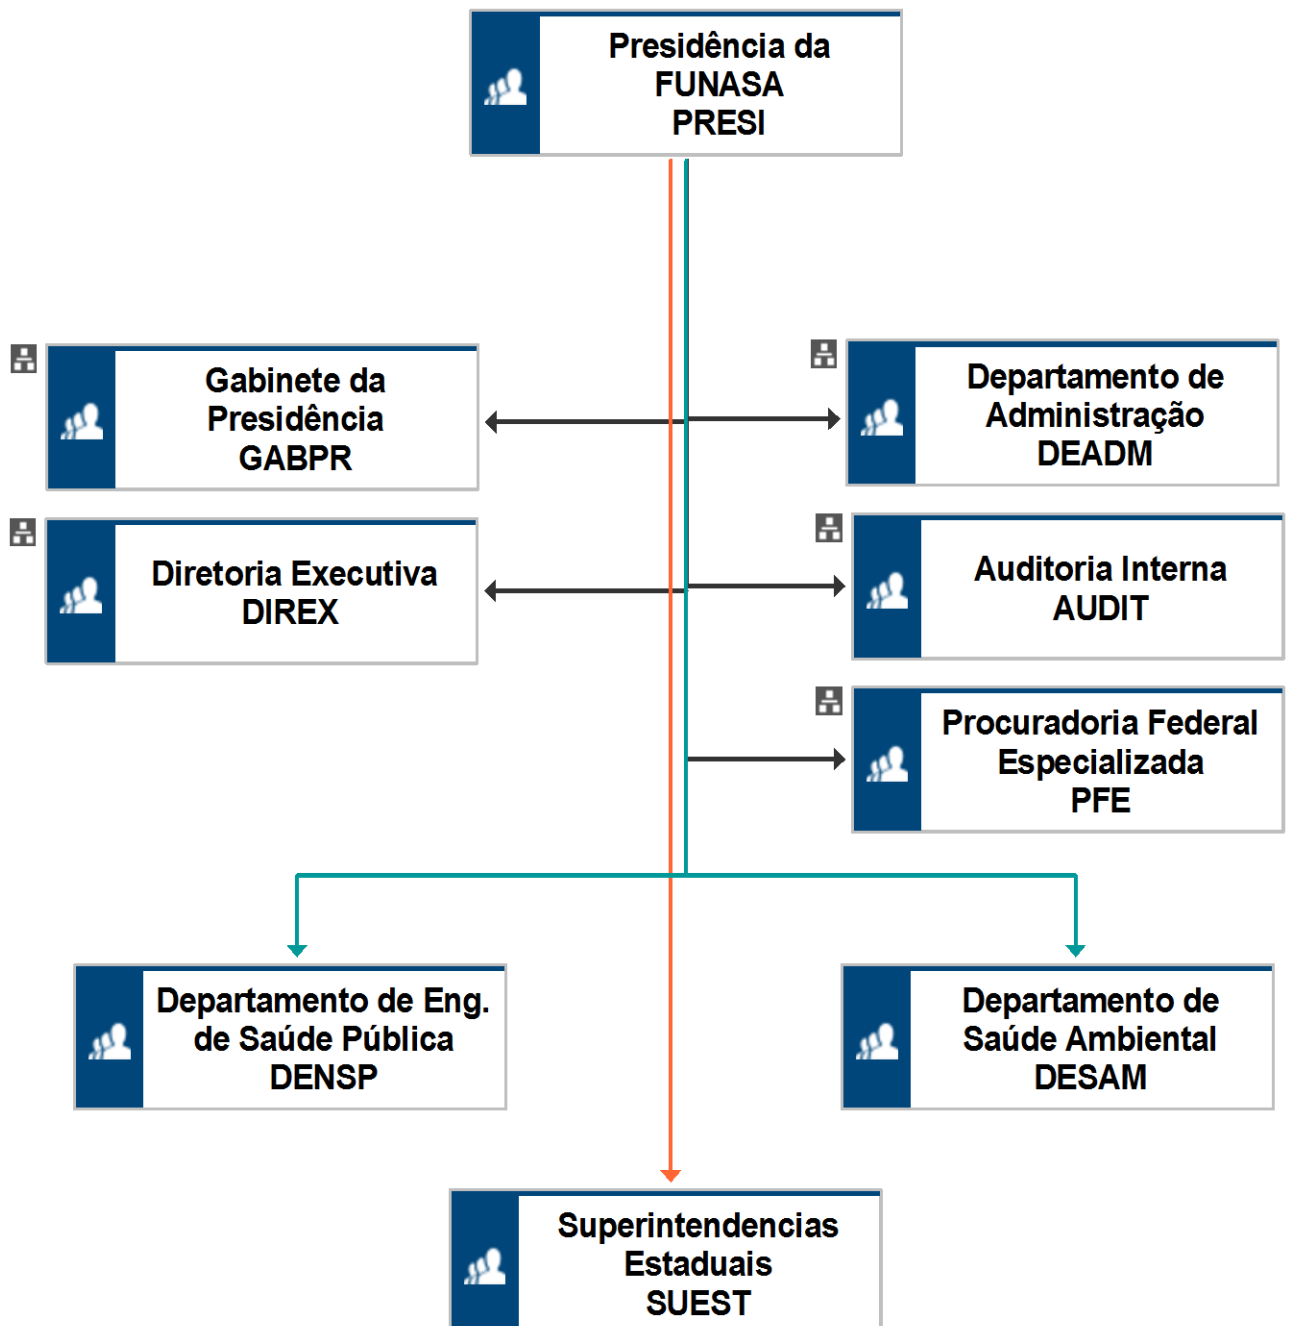 Presidência da
FUNASA
PRESI
Gabinete da
Presidência
GABPR
Departamento de
Administração
DEADM
Diretoria Executiva
DIREX
Auditoria Interna
AUDIT
Procuradoria Federal
Especializada
PFE
Departamento de Eng.
de Saúde Pública
DENSP
Departamento de
Saúde Ambiental
DESAM
Superintendencias
Estaduais
SUEST